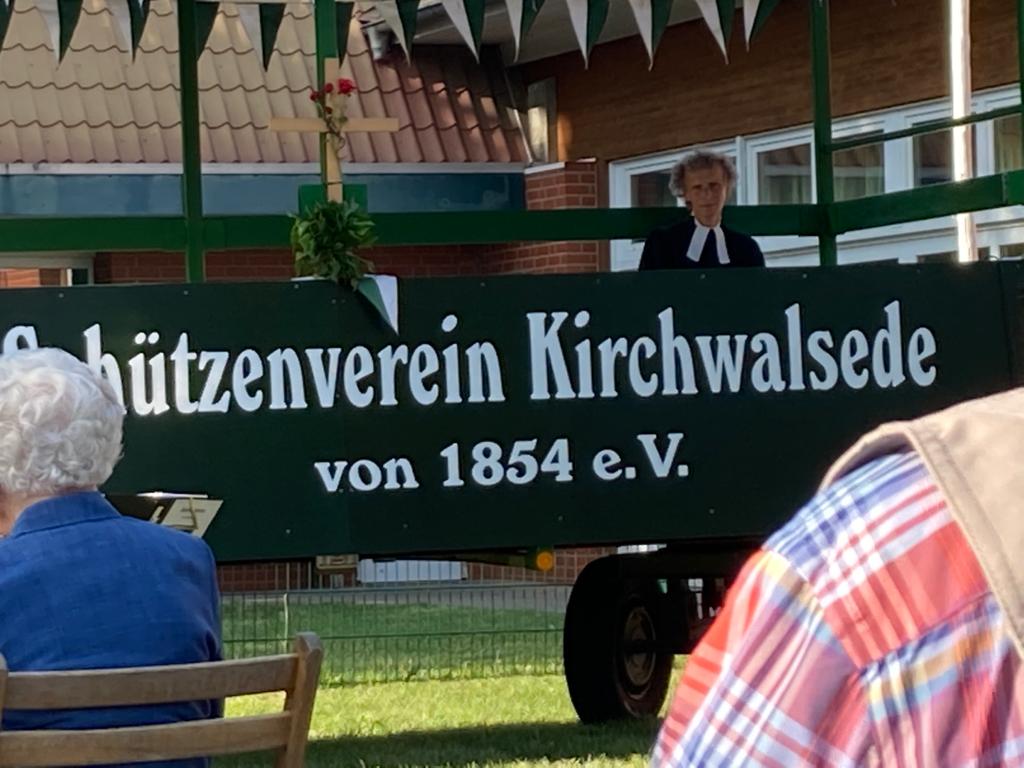 Schützenverein Kirchwalsede
von 1854 e.V.